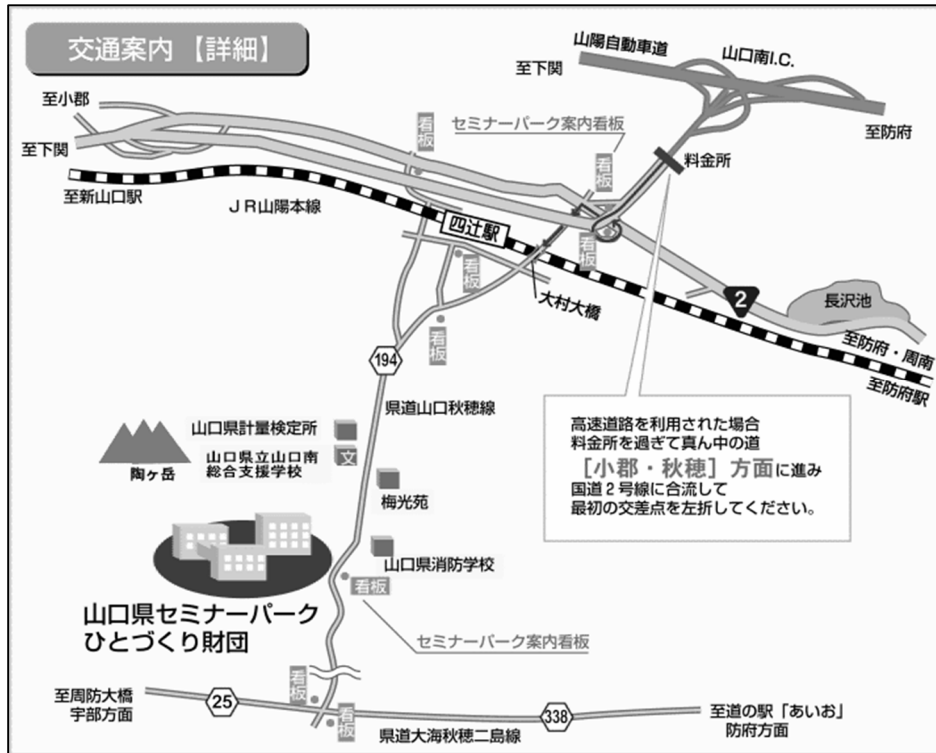 交通案内 【詳細】
山陽自動車道
山口南I.C.
至下関
至防府
至小郡
至下関
看板
セミナーパーク案内看板
看板
料金所
至新山口駅
JR山陽本線
四辻駅
看板
看板
大村大橋
2
長沢池
看板
至防府・周南
至防府駅
194
県道山口秋穂線
高速道路を利用された場合
料金所を過ぎて真ん中の道
[小郡・秋穂]方面に進み
国道2号線に合流して
最初の交差点を左折してください。
山口県計量検定所
山口県立山口南
総合支援学校
文
陶ヶ岳
梅光苑
山口県消防学校
看板
山口県セミナーパーク
ひとづくり財団
セミナーパーク案内看板
看板
至周防大橋
宇部方面
25
看板
県道大海秋穂二島線
338
至道の駅「あいお」
防府方面